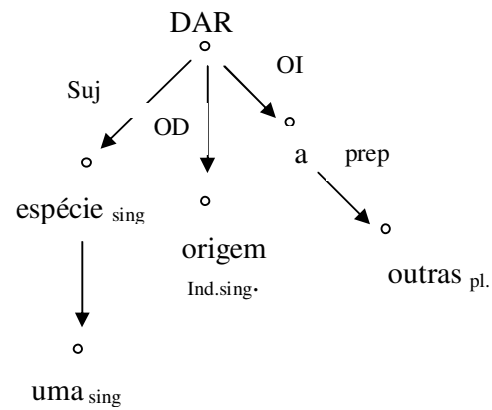 DAR
Suj
OI
OD
a prep
espécie sing
origem
Ind.sing.
outras pl.
uma sing